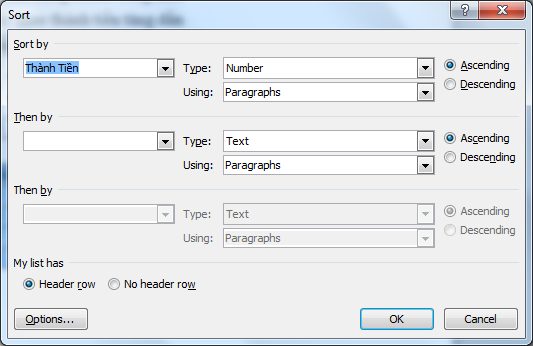 Sort
Sort by
Thành Tiền Type: Number Ascending
Using: Paragraphs Descending
Then by
Type: Text Ascending
Using: Paragraphs Descending
Then by
Type: Text Ascending
Using: Paragraphs Descending
My list has
Header row No header row
Options... OK Cancel